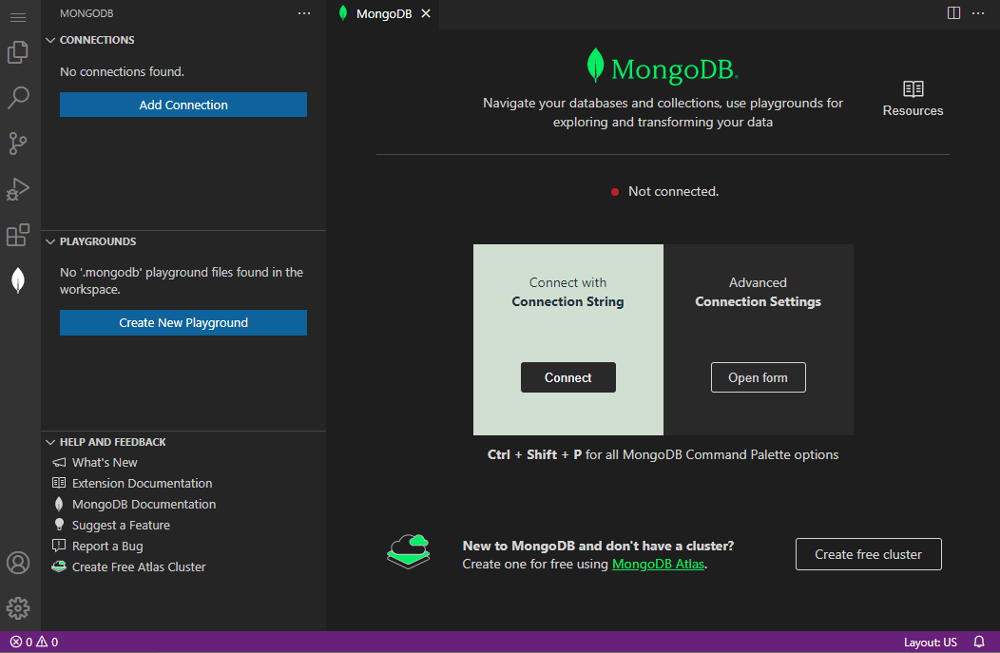 MONGODB
CONNECTIONS
No connections found.
Add Connection
PLAYGROUNDS
No '.mongodb' playground files found in the
workspace.
Create New Playground
HELP AND FEEDBACK
What's New
Extension Documentation
MongoDB Documentation
Suggest a Feature
Report a Bug
Create Free Atlas Cluster
MongoDB
MongoDB.
Navigate your databases and collections, use playgrounds for
exploring and transforming your data
Resources
Not connected.
Connect with
Connection String
Connect
Advanced
Connection Settings
Open form
Ctrl + Shift + P for all MongoDB Command Palette options
New to MongoDB and don't have a cluster?
Create one for free using MongoDB Atlas.
Create free cluster
0 0
Layout: US